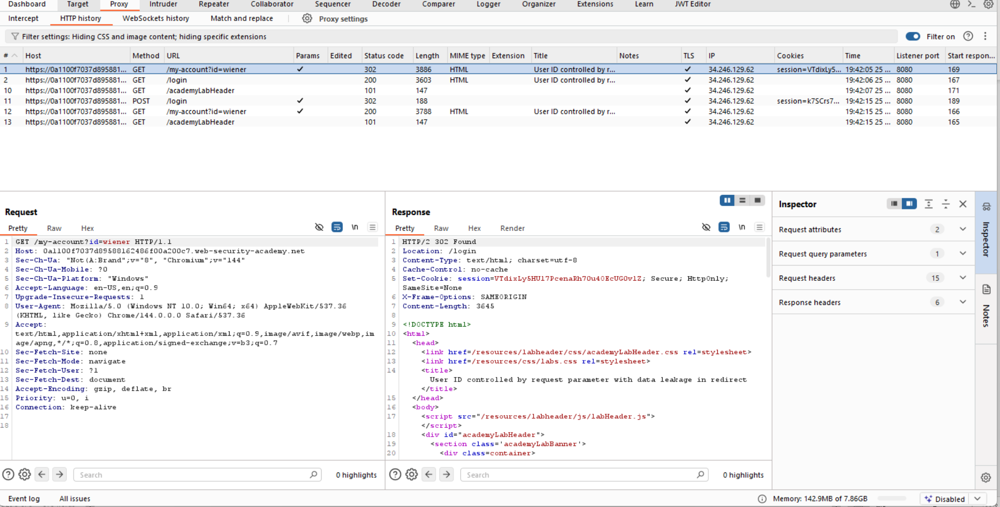 Dashboard Target Proxy Intruder Repeater Collaborator Sequencer Decoder Comparer Logger Organizer Extensions Learn JWT Editor
Intercept HTTP history WebSockets history Match and replace Proxy settings
Filter settings: Hiding CSS and image content; hiding specific extensions Filter on
# Host Method URL Params Edited Status code Length MIME type Extension Title Notes TLS IP Cookies Time Listener port Start respon...
1 https://0a1100f7037d895881... GET /my-account?id=wiener ✓ 302 3886 HTML User ID controlled by r... ✓ 34.246.129.62 session=VTdixLy5... 19:42:05 25 ... 8080 169
2 https://0a1100f7037d895881... GET /login 200 3603 HTML User ID controlled by r... ✓ 34.246.129.62 19:42:06 25 ... 8080 167
10 https://0a1100f7037d895881... GET /academyLabHeader 101 147 ✓ 34.246.129.62 19:42:07 25 ... 8080 171
11 https://0a1100f7037d895881... POST /login ✓ 302 188 ✓ 34.246.129.62 session=k7SCrs7... 19:42:15 25 ... 8080 189
12 https://0a1100f7037d895881... GET /my-account?id=wiener ✓ 200 3788 HTML User ID controlled by r... ✓ 34.246.129.62 19:42:15 25 ... 8080 166
13 https://0a1100f7037d895881... GET /academyLabHeader 101 147 ✓ 34.246.129.62 19:42:15 25 ... 8080 165
Request
Pretty Raw Hex \n
1 GET /my-account?id=wiener HTTP/1.1
2 Host: 0a1100f7037d89588162486f00a200c7.web-security-academy.net
3 Sec-Ch-Ua: "Not(A:Brand";v="8", "Chromium";v="144"
4 Sec-Ch-Ua-Mobile: ?0
5 Sec-Ch-Ua-Platform: "Windows"
6 Accept-Language: en-US,en;q=0.9
7 Upgrade-Insecure-Requests: 1
8 User-Agent: Mozilla/5.0 (Windows NT 10.0; Win64; x64) AppleWebKit/537.36
(KHTML, like Gecko) Chrome/144.0.0.0 Safari/537.36
9 Accept:
text/html,application/xhtml+xml,application/xml;q=0.9,image/avif,image/webp,im
age/apng,*/*;q=0.8,application/signed-exchange;v=b3;q=0.7
10 Sec-Fetch-Site: none
11 Sec-Fetch-Mode: navigate
12 Sec-Fetch-User: ?1
13 Sec-Fetch-Dest: document
14 Accept-Encoding: gzip, deflate, br
15 Priority: u=0, i
16 Connection: keep-alive
17
18
Search 0 highlights
Response
Pretty Raw Hex Render \n
1 HTTP/2 302 Found
2 Location: /login
3 Content-Type: text/html; charset=utf-8
4 Cache-Control: no-cache
5 Set-Cookie: session=VTdixLy5HUl7PcenaRh70u40EcUG0vlZ; Secure; HttpOnly;
SameSite=None
6 X-Frame-Options: SAMEORIGIN
7 Content-Length: 3645
8
9 <!DOCTYPE html>
10 <html>
11 <head>
12 <link href=/resources/labheader/css/academyLabHeader.css rel=stylesheet>
13 <link href=/resources/css/labs.css rel=stylesheet>
14 <title>
User ID controlled by request parameter with data leakage in redirect
</title>
15 </head>
16 <body>
17 <script src="/resources/labheader/js/labHeader.js">
</script>
18 <div id="academyLabHeader">
19 <section class='academyLabBanner'>
20 <div class=container>
Search 0 highlights
Inspector
Request attributes 2
Request query parameters 1
Request headers 15
Response headers 6
Inspector
Notes
Event log All issues Memory: 142.9MB of 7.86GB Disabled